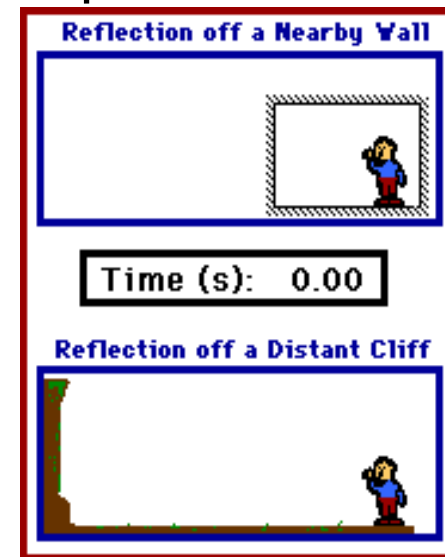 Reflection off a Nearby Wall
Time (s): 0.00
Reflection off a Distant Cliff